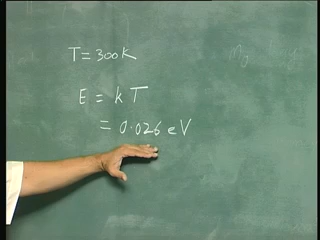 T = 300K
E = kT
= 0.026 eV